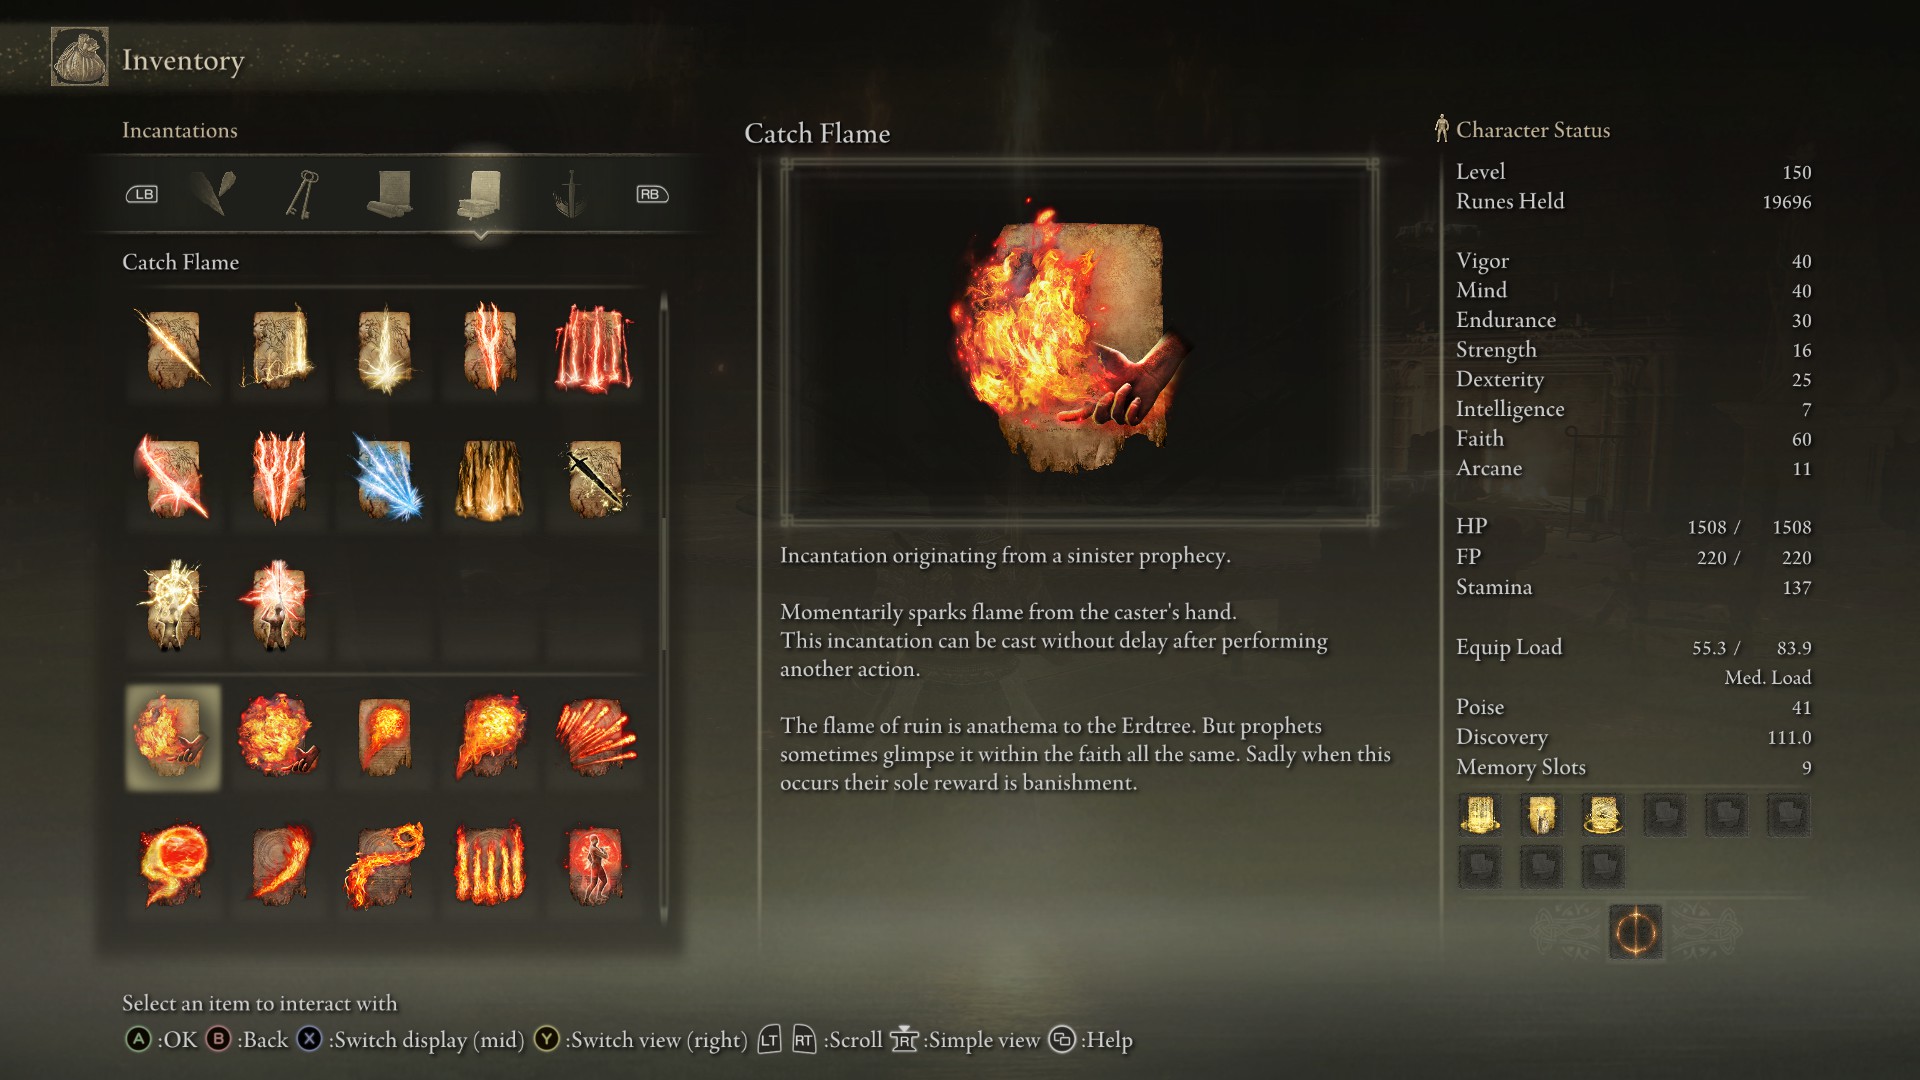 Inventory
Incantations
LB
RB
Catch Flame
Catch Flame
Incantation originating from a sinister prophecy.
Momentarily sparks flame from the caster's hand.
This incantation can be cast without delay after performing
another action.
The flame of ruin is anathema to the Erdtree. But prophets
sometimes glimpse it within the faith all the same. Sadly when this
occurs their sole reward is banishment.
Character Status
Level 150
Runes Held 19696
Vigor 40
Mind 40
Endurance 30
Strength 16
Dexterity 25
Intelligence 7
Faith 60
Arcane 11
HP 1508 / 1508
FP 220 / 220
Stamina 137
Equip Load 55.3 / 83.9
Med. Load
Poise 41
Discovery 111.0
Memory Slots 9
Select an item to interact with
A :OK B :Back X :Switch display (mid) Y :Switch view (right) LT RT :Scroll R :Simple view :Help